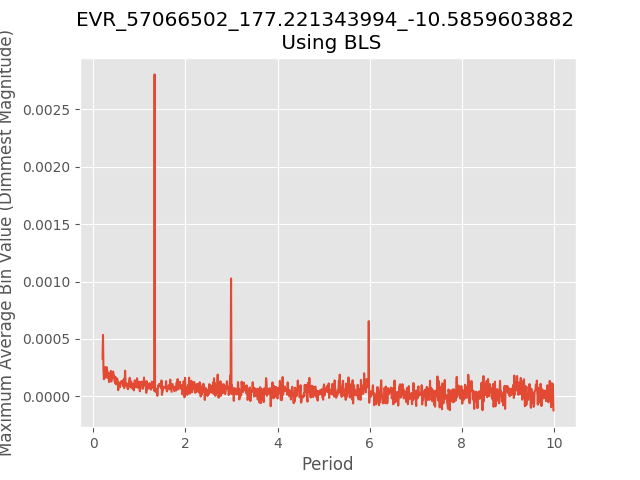 EVR_57066502_177.221343994_-10.5859603882
Using BLS
Maximum Average Bin Value (Dimmest Magnitude)
0.0025
0.0020
0.0015
0.0010
0.0005
0.0000
0 2 4 6 8 10
Period